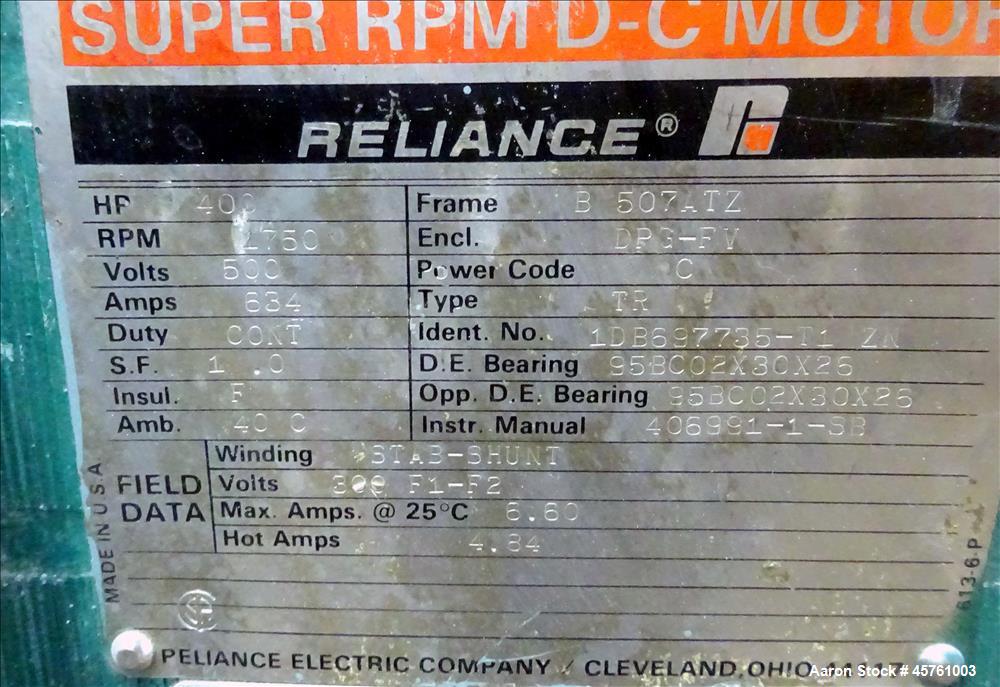 SUPER RPM D-C MOTOR
RELIANCE®
HP 400 Frame B 507ATZ
RPM 1750 Encl. DPG-FV
Volts 500 Power Code C
Amps 634 Type TR
Duty CONT Ident. No. 1DB697735-T1
S.F. 1.0 D.E. Bearing 95BC02X30X26
Insul. F Opp. D.E. Bearing 95BC02X30X26
Amb. 40 C Instr. Manual 406991-1-SB
FIELD DATA
Winding STAB-SHUNT
Volts 300 F1-F2
Max. Amps. @ 25°C 6.60
Hot Amps 4.84
MADE IN U.S.A.
613-6-P
RELIANCE ELECTRIC COMPANY / CLEVELAND, OHIO
Aaron Stock # 45761003